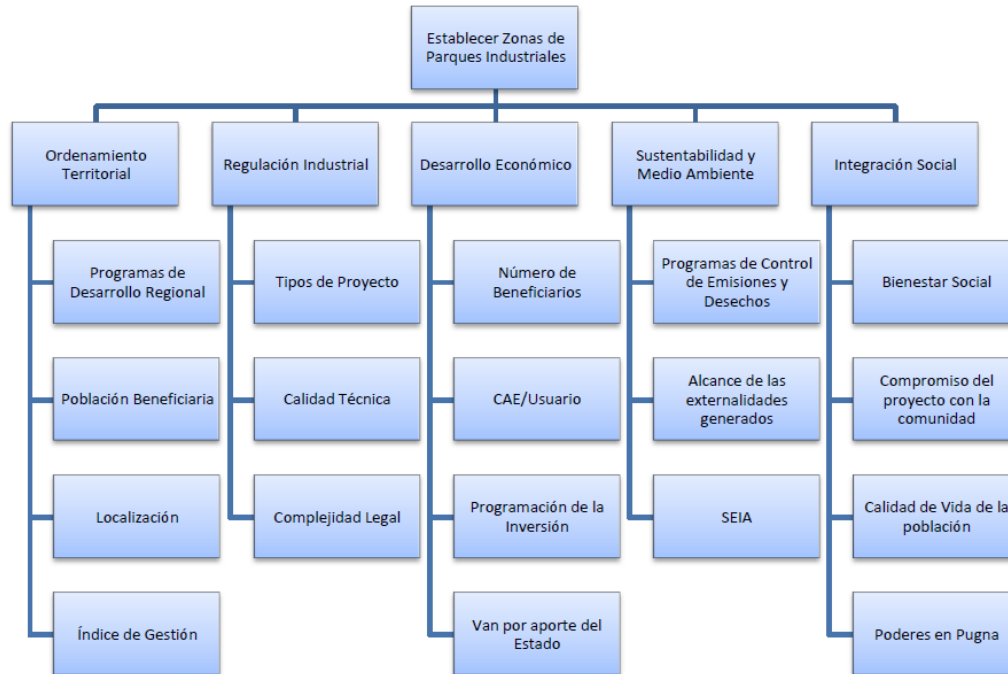 Establecer Zonas de
Parques Industriales
Ordenamiento
Territorial
Regulación Industrial
Desarrollo Económico
Sustentabilidad y
Medio Ambiente
Integración Social
Programas de
Desarrollo Regional
Tipos de Proyecto
Número de
Beneficiarios
Programas de Control
de Emisiones y
Desechos
Bienestar Social
Población Beneficiaria
Calidad Técnica
CAE/Usuario
Alcance de las
externalidades
generados
Compromiso del
proyecto con la
comunidad
Localización
Complejidad Legal
Programación de la
Inversión
SEIA
Calidad de Vida de la
población
Índice de Gestión
Van por aporte del
Estado
Poderes en Pugna